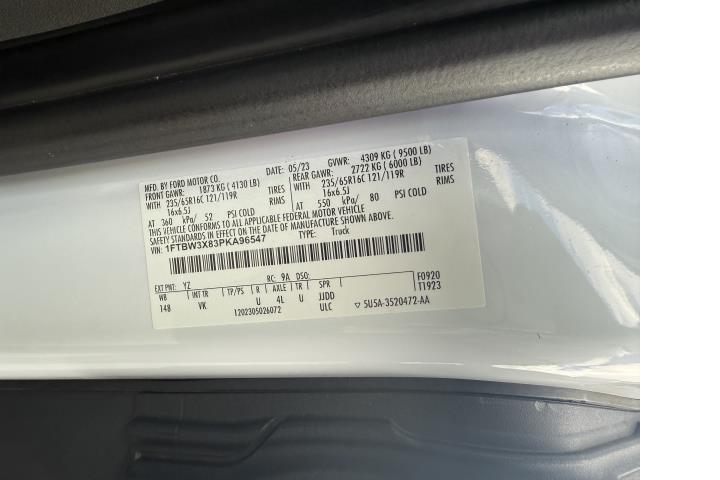 MFD. BY FORD MOTOR CO. DATE: 05/23 GVWR: 4309 KG ( 9500 LB)
FRONT GAWR: 1873 KG ( 4130 LB) REAR GAWR: 2722 KG ( 6000 LB)
WITH 235/65R16C 121/119R TIRES WITH 235/65R16C 121/119R TIRES
16x6.5J RIMS 16x6.5J RIMS
AT 360 kPa/ 52 PSI COLD AT 550 kPa/ 80 PSI COLD
THIS VEHICLE CONFORMS TO ALL APPLICABLE FEDERAL MOTOR VEHICLE
SAFETY STANDARDS IN EFFECT ON THE DATE OF MANUFACTURE SHOWN ABOVE.
VIN: 1FTBW3X83PKA96547 TYPE: Truck
EXT PNT: YZ RC: 9A DSO: F0920
WB INT TR TP/PS R AXLE TR SPR T1923
148 VK U 4L U JJDD
1202305026072 ULC ▽ 5U5A-3520472-AA